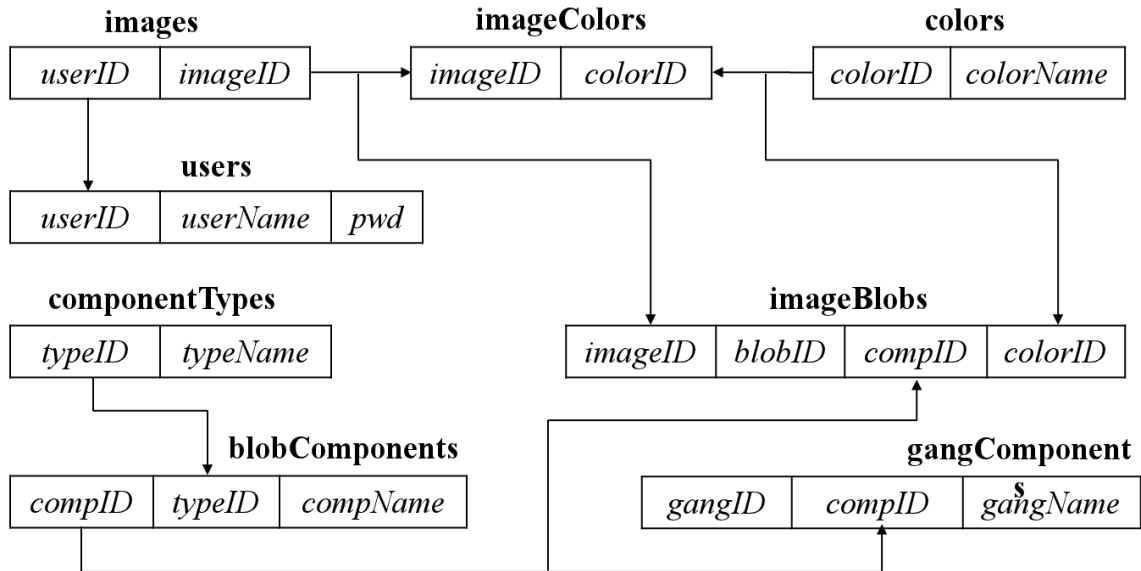 images imageColors colors
userID imageID imageID colorID colorID colorName
users
userID userName pwd
componentTypes imageBlobs
typeID typeName imageID blobID compID colorID
blobComponents gangComponent
s
compID typeID compName gangID compID gangName